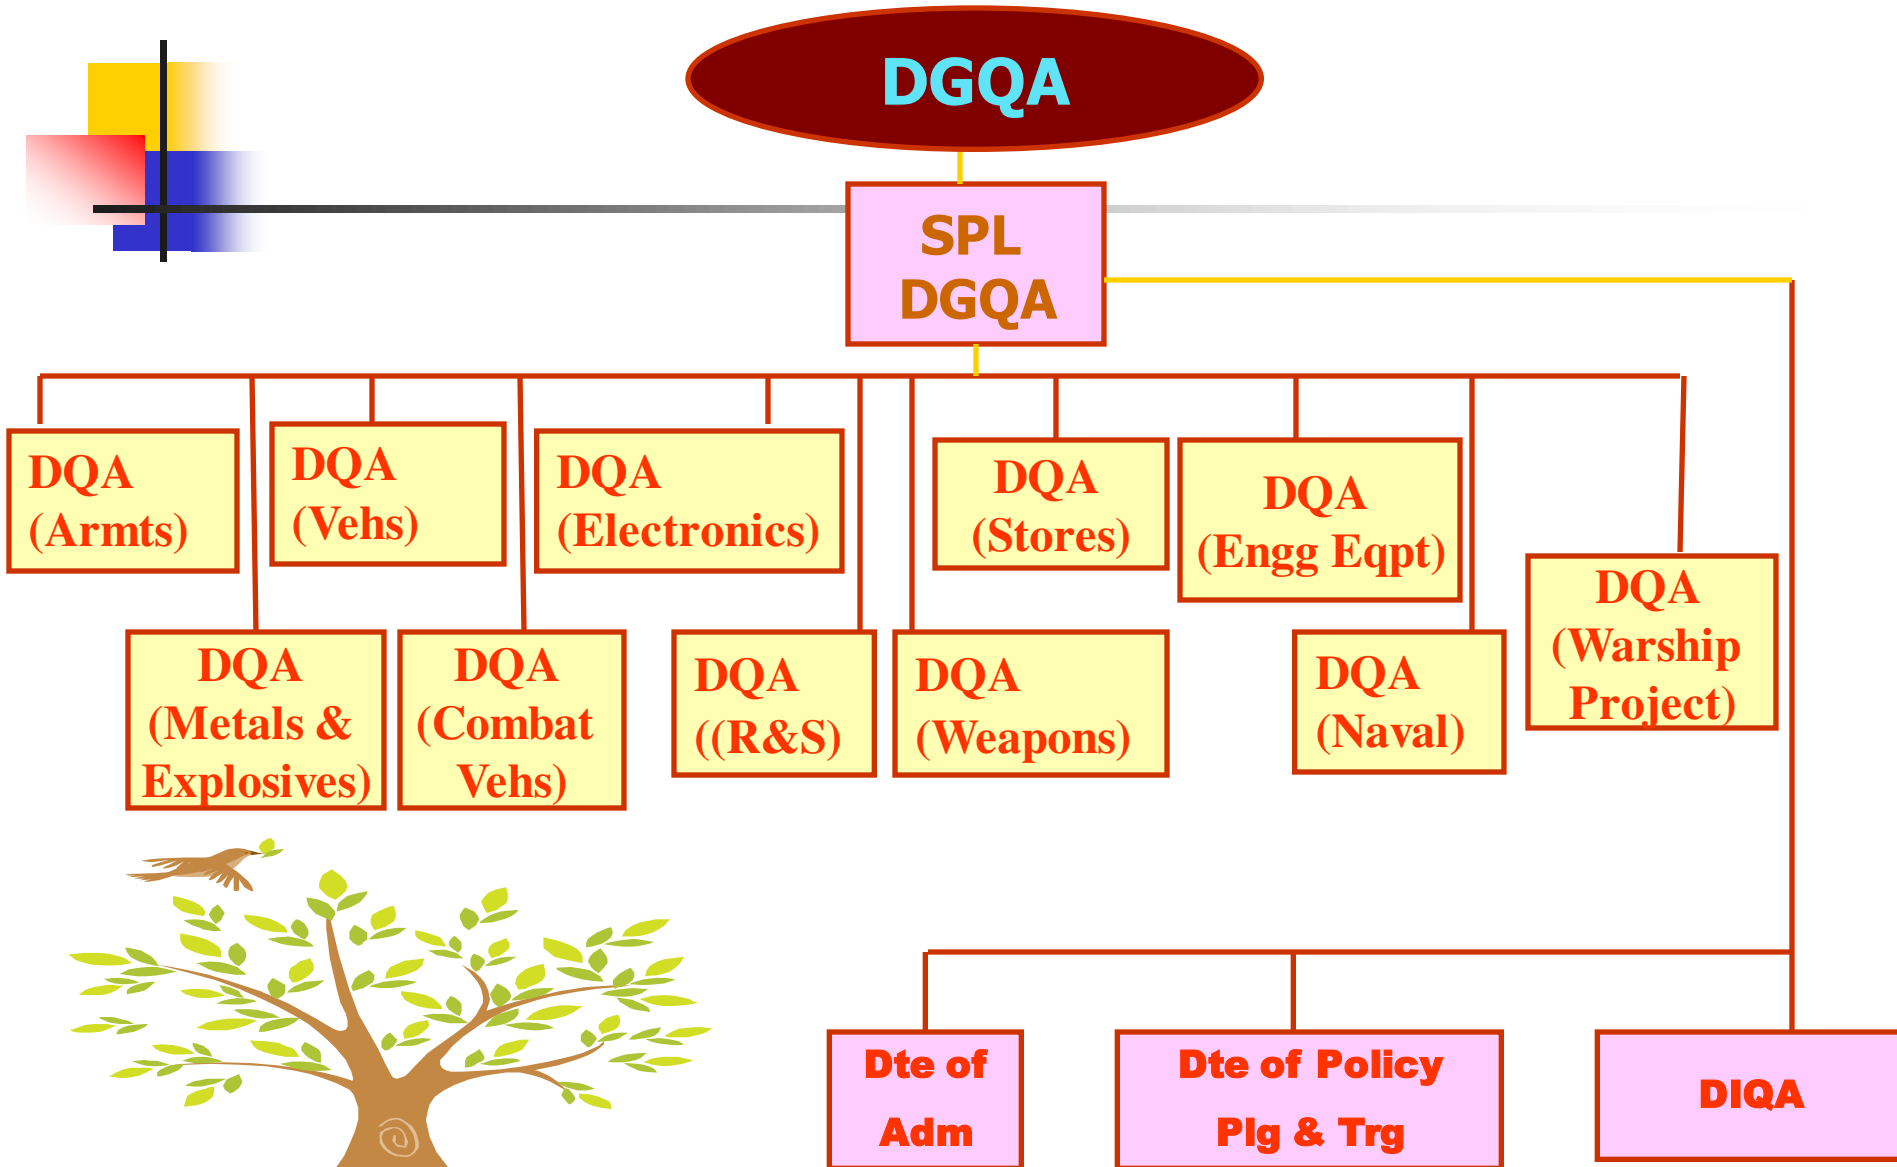 DGQA
SPL
DGQA
DQA
(Armts)
DQA
(Vehs)
DQA
(Electronics)
DQA
(Stores)
DQA
(Engg Eqpt)
DQA
(Warship
Project)
DQA
(Metals &
Explosives)
DQA
(Combat
Vehs)
DQA
((R&S)
DQA
(Weapons)
DQA
(Naval)
Dte of
Adm
Dte of Policy
Plg & Trg
DIQA